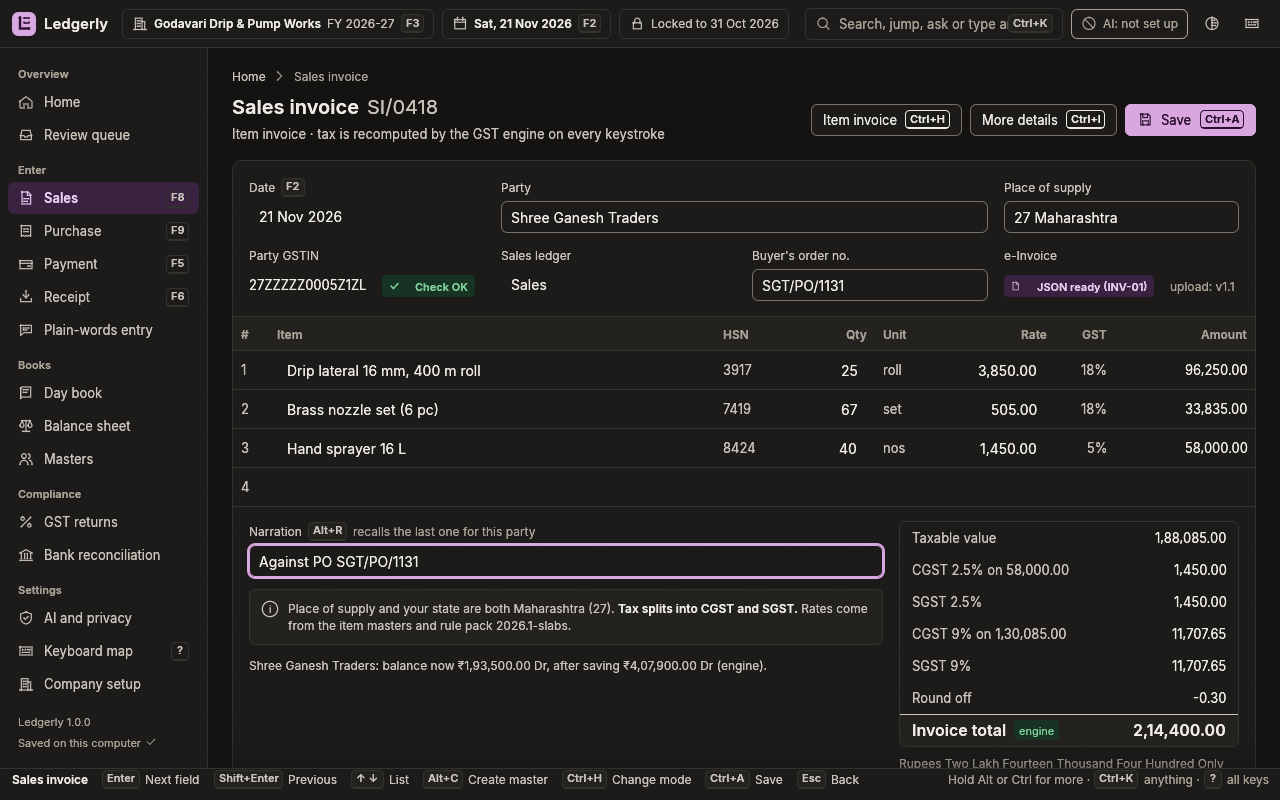 Ledgerly
Godavari Drip & Pump Works FY 2026-27 F3
Sat, 21 Nov 2026 F2
Locked to 31 Oct 2026
Search, jump, ask or type a Ctrl+K
AI: not set up
Overview
Home
Review queue
Enter
Sales F8
Purchase F9
Payment F5
Receipt F6
Plain-words entry
Books
Day book
Balance sheet
Masters
Compliance
GST returns
Bank reconciliation
Settings
AI and privacy
Keyboard map ?
Company setup
Ledgerly 1.0.0
Saved on this computer
Home > Sales invoice
Sales invoice SI/0418
Item invoice · tax is recomputed by the GST engine on every keystroke
Item invoice Ctrl+H
More details Ctrl+I
Save Ctrl+A
Date F2 Party Place of supply
21 Nov 2026 Shree Ganesh Traders 27 Maharashtra
Party GSTIN Sales ledger Buyer's order no. e-Invoice
27ZZZZZ0005Z1ZL Check OK Sales SGT/PO/1131 JSON ready (INV-01) upload: v1.1
# Item HSN Qty Unit Rate GST Amount
1 Drip lateral 16 mm, 400 m roll 3917 25 roll 3,850.00 18% 96,250.00
2 Brass nozzle set (6 pc) 7419 67 set 505.00 18% 33,835.00
3 Hand sprayer 16 L 8424 40 nos 1,450.00 5% 58,000.00
4
Narration Alt+R recalls the last one for this party
Against PO SGT/PO/1131
Place of supply and your state are both Maharashtra (27). Tax splits into CGST and SGST. Rates come
from the item masters and rule pack 2026.1-slabs.
Shree Ganesh Traders: balance now ₹1,93,500.00 Dr, after saving ₹4,07,900.00 Dr (engine).
Taxable value 1,88,085.00
CGST 2.5% on 58,000.00 1,450.00
SGST 2.5% 1,450.00
CGST 9% on 1,30,085.00 11,707.65
SGST 9% 11,707.65
Round off -0.30
Invoice total engine 2,14,400.00
Rupees Two Lakh Fourteen Thousand Four Hundred Only
Sales invoice Enter Next field Shift+Enter Previous ↑ ↓ List Alt+C Create master Ctrl+H Change mode Ctrl+A Save Esc Back Hold Alt or Ctrl for more · Ctrl+K anything · ? all keys